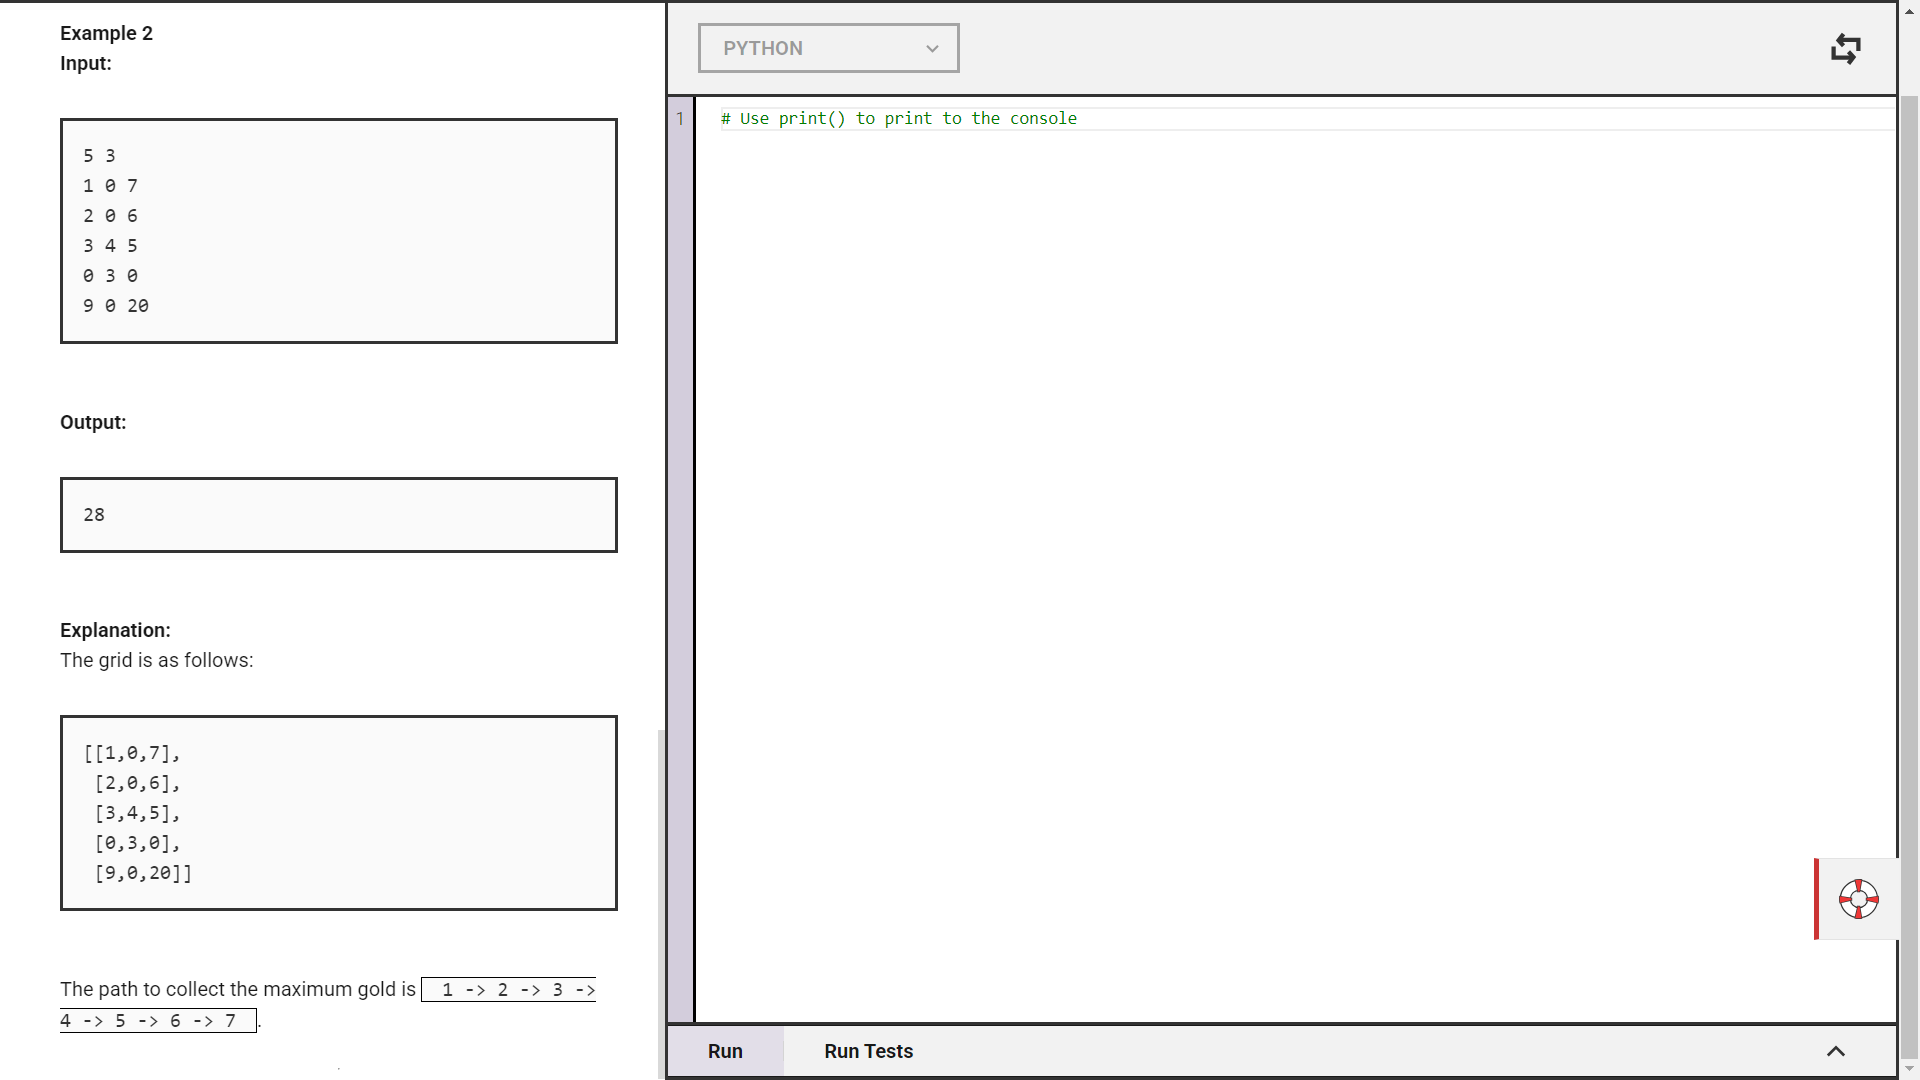 Example 2
Input:
5 3
1 0 7
2 0 6
3 4 5
0 3 0
9 0 20
Output:
28
Explanation:
The grid is as follows:
[[1,0,7],
 [2,0,6],
 [3,4,5],
 [0,3,0],
 [9,0,20]]
The path to collect the maximum gold is 1 -> 2 -> 3 ->
4 -> 5 -> 6 -> 7 .
PYTHON
1 # Use print() to print to the console
Run Run Tests